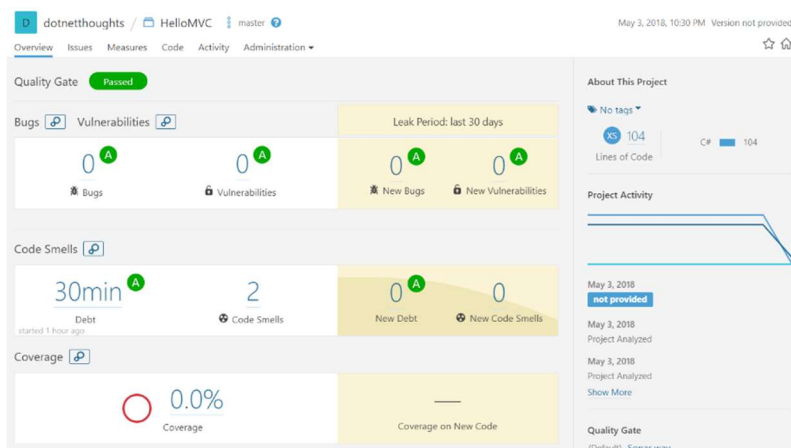 D dotnetthoughts / HelloMVC master ?
May 3, 2018, 10:30 PM Version not provided
Overview Issues Measures Code Activity Administration
Quality Gate Passed
Bugs Vulnerabilities
Leak Period: last 30 days
0 A
Bugs
0 A
Vulnerabilities
0 A
New Bugs
0 A
New Vulnerabilities
Code Smells
30min A
Debt
started 1 hour ago
2
Code Smells
0 A
New Debt
0
New Code Smells
Coverage
0.0%
Coverage
Coverage on New Code
About This Project
No tags
XS 104
Lines of Code
C# 104
Project Activity
May 3, 2018
not provided
May 3, 2018
Project Analyzed
May 3, 2018
Project Analyzed
Show More
Quality Gate
(Default) Sonar way